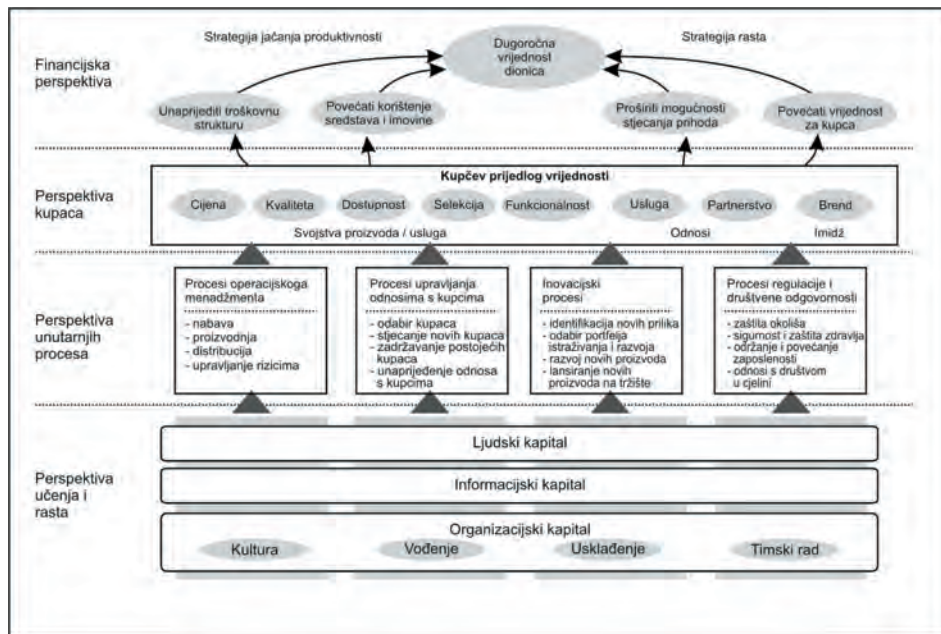 Strategija jačanja produktivnosti
Strategija rasta
Financijska
perspektiva
Dugoročna
vrijednost
dionica
Unaprijediti troškovnu
strukturu
Povećati korištenje
sredstava i imovine
Proširiti mogućnosti
stjecanja prihoda
Povećati vrijednost
za kupca
Perspektiva
kupaca
Kupčev prijedlog vrijednosti
Cijena
Kvaliteta
Dostupnost
Selekcija
Funkcionalnost
Usluga
Partnerstvo
Brend
Svojstva proizvoda / usluga
Odnosi
Imidž
Perspektiva
unutarnjih
procesa
Procesi operacijskoga
menadžmenta
- nabava
- proizvodnja
- distribucija
- upravljanje rizicima
Procesi upravljanja
odnosima s kupcima
- odabir kupaca
- stjecanje novih kupaca
- zadržavanje postojećih
kupaca
- unaprijeđenje odnosa
s kupcima
Inovacijski
procesi
- identifikacija novih prilika
- odabir portfelja
istraživanja i razvoja
- razvoj novih proizvoda
- lansiranje novih
proizvoda na tržište
Procesi regulacije i
društvene odgovornosti
- zaštita okoliša
- sigurnost i zaštita zdravlja
- održanje i povećanje
zaposlenosti
- odnosi s društvom
u cjelini
Perspektiva
učenja i
rasta
Ljudski kapital
Informacijski kapital
Organizacijski kapital
Kultura
Vođenje
Usklađenje
Timski rad